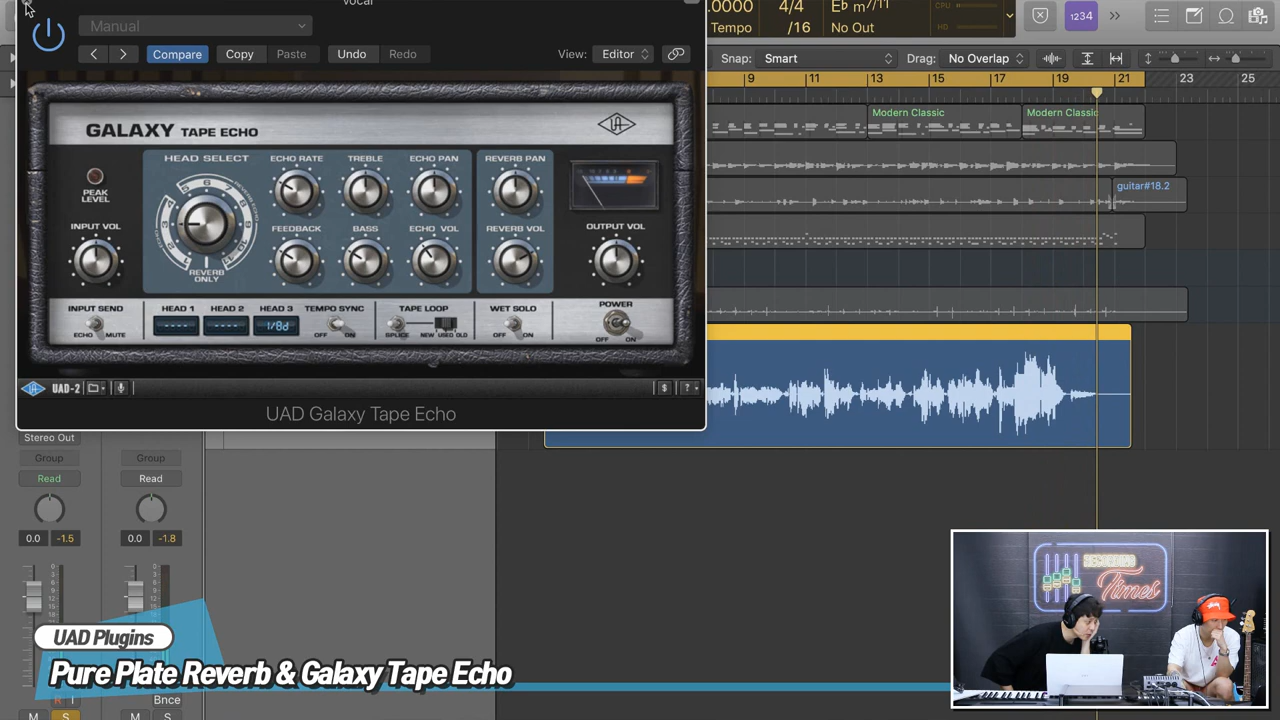 vocal
Manual
Compare
Copy
Paste
Undo
Redo
View:
Editor
.0000
Tempo
4/4
/16
E♭ m7/11
No Out
CPU
HD
1234
Snap:
Smart
Drag:
No Overlap
9
11
13
15
17
19
21
23
25
Modern Classic
Modern Classic
guitar#18.2
GALAXY TAPE ECHO
HEAD SELECT
ECHO RATE
TREBLE
ECHO PAN
REVERB PAN
PEAK
LEVEL
INPUT VOL
FEEDBACK
BASS
ECHO VOL
REVERB VOL
OUTPUT VOL
REVERB
ONLY
INPUT SEND
ECHO
MUTE
HEAD 1
HEAD 2
HEAD 3
----
----
1/8d
TEMPO SYNC
OFF
ON
TAPE LOOP
SPLICE
NEW USED OLD
WET SOLO
OFF
ON
POWER
OFF
ON
UAD-2
$
?
UAD Galaxy Tape Echo
Stereo Out
Group
Group
Read
Read
0.0
-1.5
0.0
-1.8
RECORDING
Times
UAD Plugins
Pure Plate Reverb & Galaxy Tape Echo
R I
Bnce
M
S
M
S